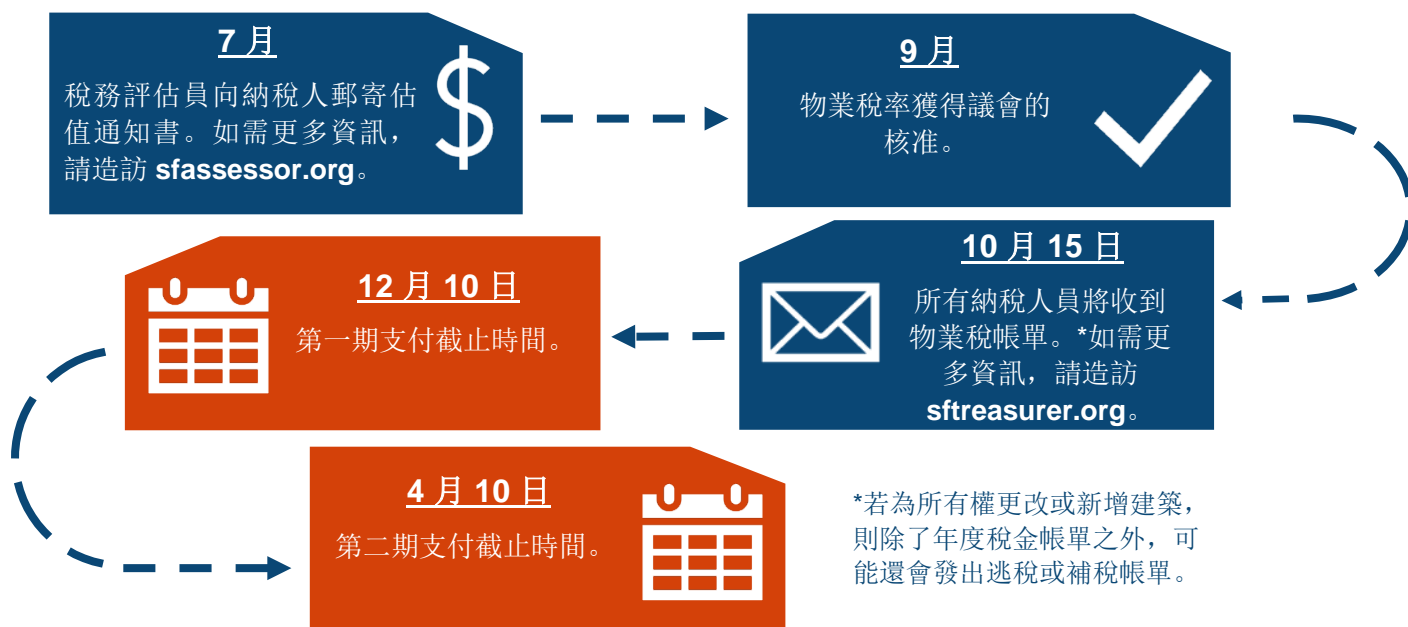 7 月
稅務評估員向納稅人郵寄估
值通知書。如需更多資訊，
請造訪 sfassessor.org。
9 月
物業稅率獲得議會的
核准。
10 月 15 日
所有納稅人員將收到
物業稅帳單。*如需更
多資訊，請造訪
sftreasurer.org。
12 月 10 日
第一期支付截止時間。
4 月 10 日
第二期支付截止時間。
*若為所有權更改或新增建築，
則除了年度稅金帳單之外，可
能還會發出逃稅或補稅帳單。